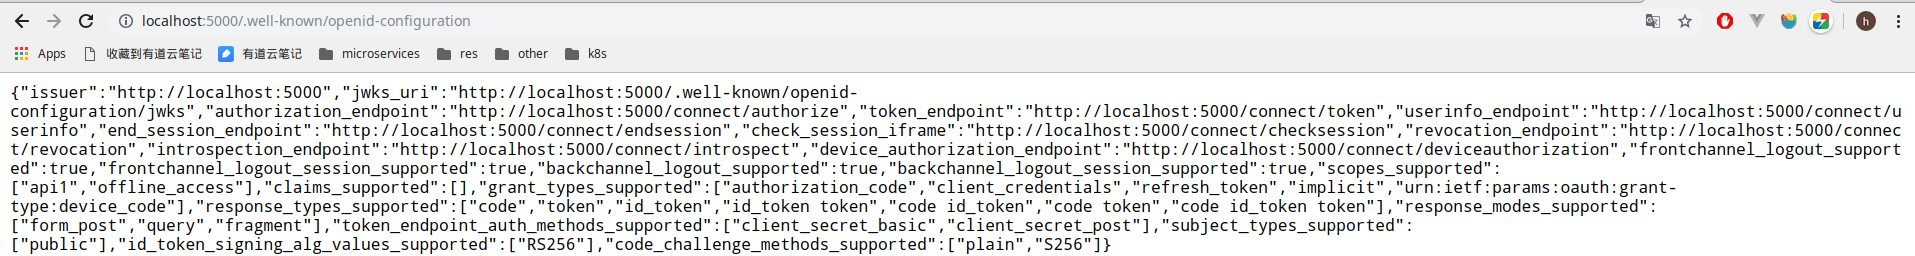 localhost:5000/.well-known/openid-configuration
h
Apps 收藏到有道云笔记 有道云笔记 microservices res other k8s
{"issuer":"http://localhost:5000","jwks_uri":"http://localhost:5000/.well-known/openid-
configuration/jwks","authorization_endpoint":"http://localhost:5000/connect/authorize","token_endpoint":"http://localhost:5000/connect/token","userinfo_endpoint":"http://localhost:5000/connect/u
serinfo","end_session_endpoint":"http://localhost:5000/connect/endsession","check_session_iframe":"http://localhost:5000/connect/checksession","revocation_endpoint":"http://localhost:5000/connec
t/revocation","introspection_endpoint":"http://localhost:5000/connect/introspect","device_authorization_endpoint":"http://localhost:5000/connect/deviceauthorization","frontchannel_logout_support
ed":true,"frontchannel_logout_session_supported":true,"backchannel_logout_supported":true,"backchannel_logout_session_supported":true,"scopes_supported":
["api1","offline_access"],"claims_supported":[],"grant_types_supported":["authorization_code","client_credentials","refresh_token","implicit","urn:ietf:params:oauth:grant-
type:device_code"],"response_types_supported":["code","token","id_token","id_token token","code id_token","code token","code id_token token"],"response_modes_supported":
["form_post","query","fragment"],"token_endpoint_auth_methods_supported":["client_secret_basic","client_secret_post"],"subject_types_supported":
["public"],"id_token_signing_alg_values_supported":["RS256"],"code_challenge_methods_supported":["plain","S256"]}